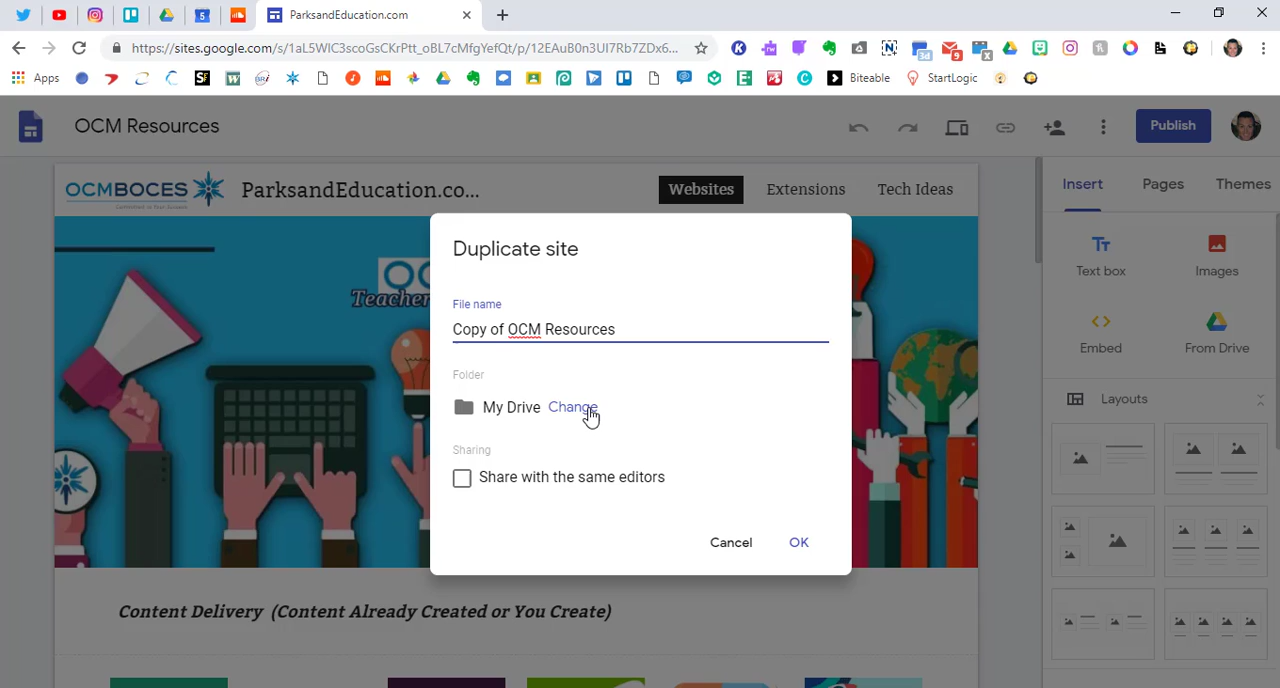 ParksandEducation.com
https://sites.google.com/s/1aL5WIC3scoGsCKrPtt_oBL7cMfgYefQt/p/12EAuB0n3UI7Rb7ZDx6...
Apps
Biteable
StartLogic
OCM Resources
Publish
OCMBOCES
ParksandEducation.co...
Websites
Extensions
Tech Ideas
Insert
Pages
Themes
Duplicate site
Text box
Images
OC
Teacher
File name
Copy of OCM Resources
Embed
From Drive
Folder
My Drive Change
Layouts
Sharing
Share with the same editors
Cancel
OK
Content Delivery (Content Already Created or You Create)